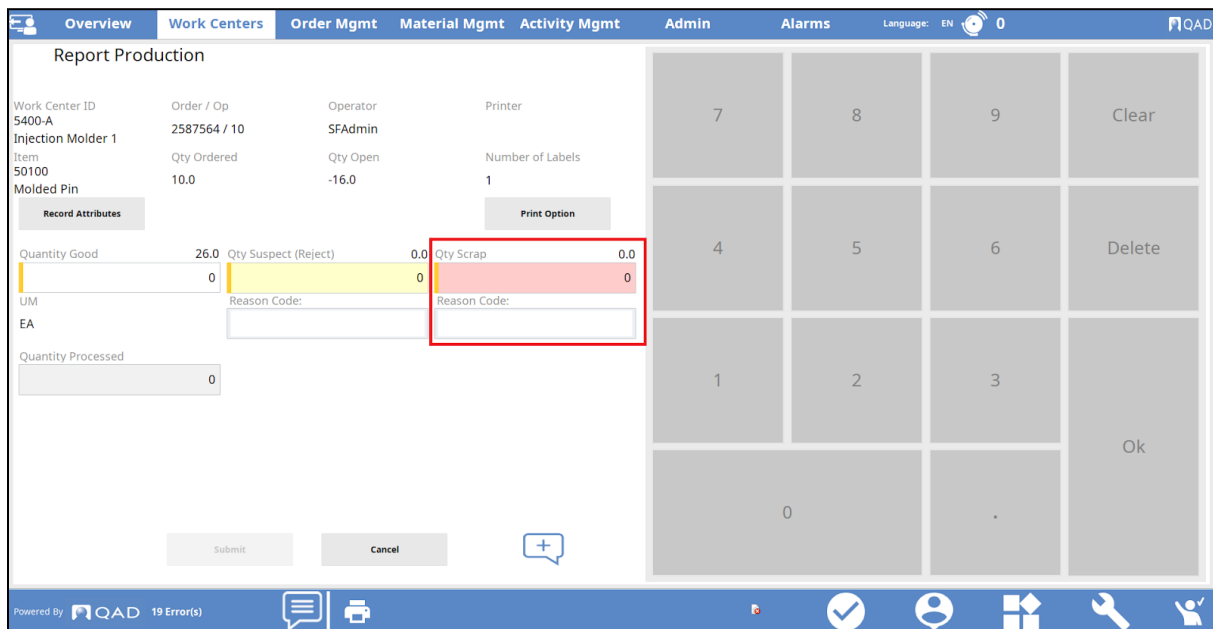 Overview Work Centers Order Mgmt Material Mgmt Activity Mgmt Admin Alarms Language: EN 0 QAD
Report Production
Work Center ID Order / Op Operator Printer
5400-A 2587564 / 10 SFAdmin
Injection Molder 1
Item Qty Ordered Qty Open Number of Labels
50100 10.0 -16.0 1
Molded Pin
Record Attributes Print Option
Quantity Good 26.0 Qty Suspect (Reject) 0.0 Qty Scrap 0.0
0 0 0
UM Reason Code: Reason Code:
EA
Quantity Processed
0
Submit Cancel
7 8 9 Clear
4 5 6 Delete
1 2 3
Ok
0 .
Powered By QAD 19 Error(s)